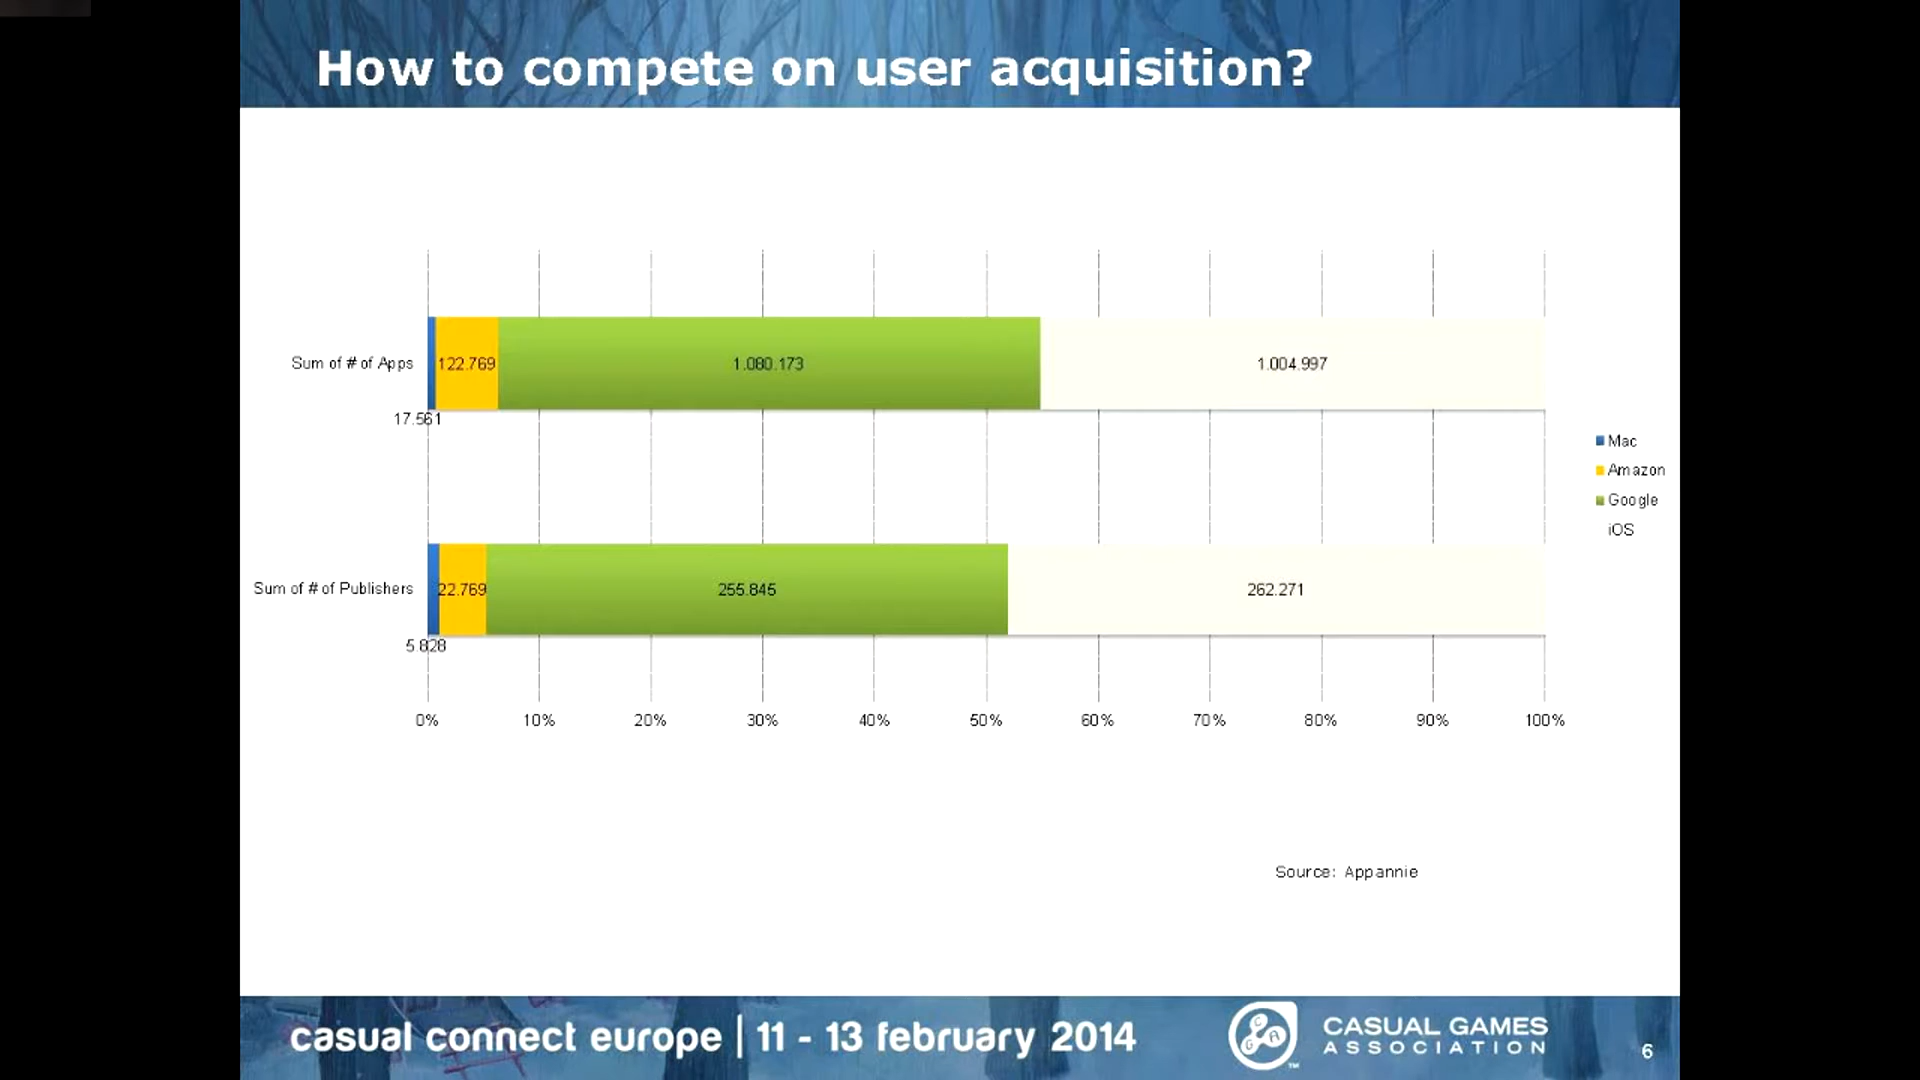 How to compete on user acquisition?
Sum of # of Apps
122.769
1.080.173
1.004.997
17.561
Mac
Amazon
Google
iOS
Sum of # of Publishers
22.769
255.845
262.271
5.828
0% 10% 20% 30% 40% 50% 60% 70% 80% 90% 100%
Source: Appannie
casual connect europe | 11 - 13 february 2014
CGA
CASUAL GAMES
ASSOCIATION
™
6